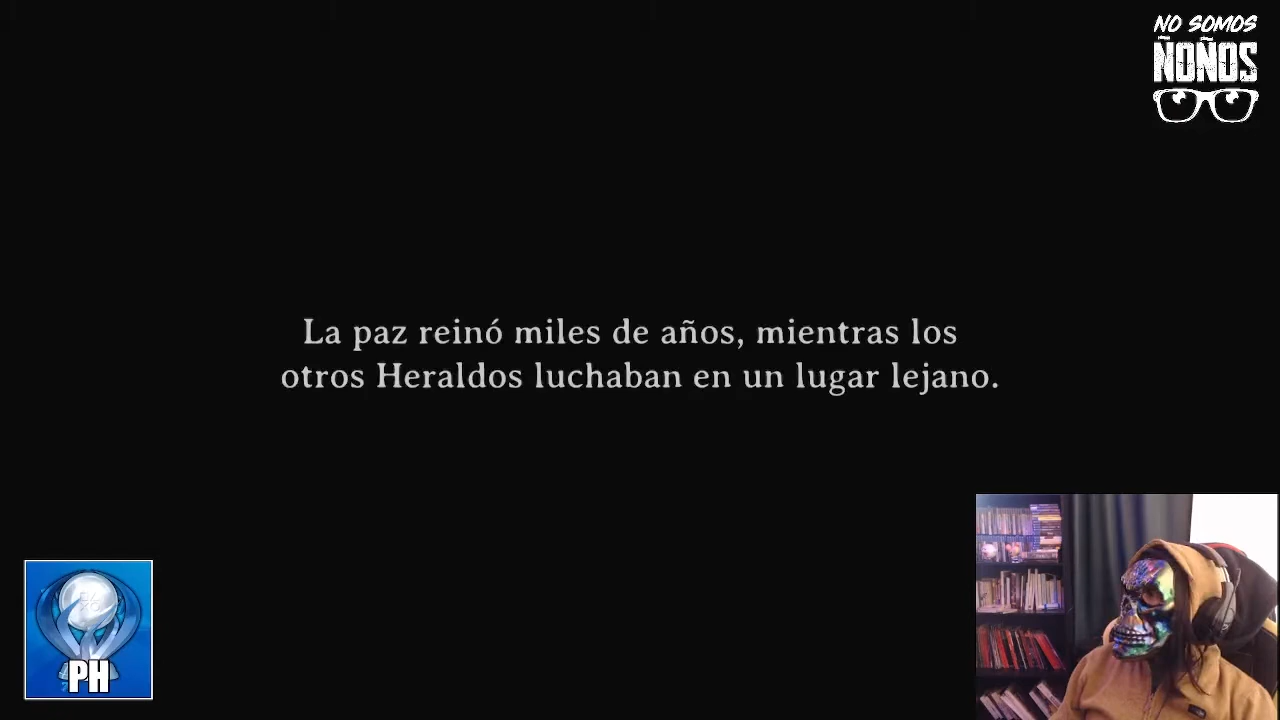 NO SOMOS
ÑOÑOS
La paz reinó miles de años, mientras los
otros Heraldos luchaban en un lugar lejano.
PH